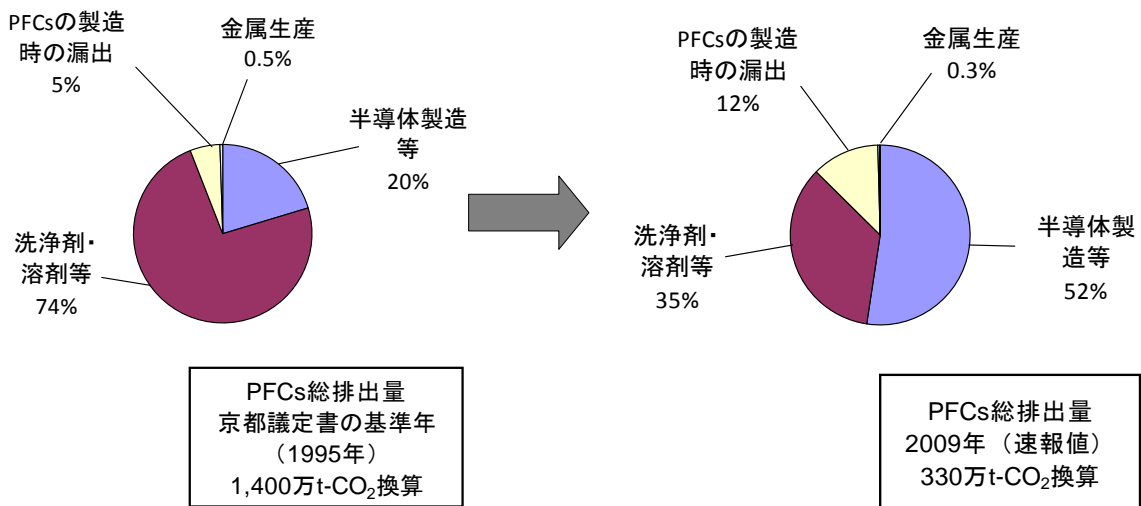 PFCsの製造
時の漏出
5%
金属生産
0.5%
半導体製造
等
20%
洗浄剤・
溶剤等
74%
PFCs総排出量
京都議定書の基準年
（1995年）
1,400万t-CO₂換算
PFCsの製造
時の漏出
12%
金属生産
0.3%
半導体製
造等
52%
洗浄剤・
溶剤等
35%
PFCs総排出量
2009年（速報値）
330万t-CO₂換算